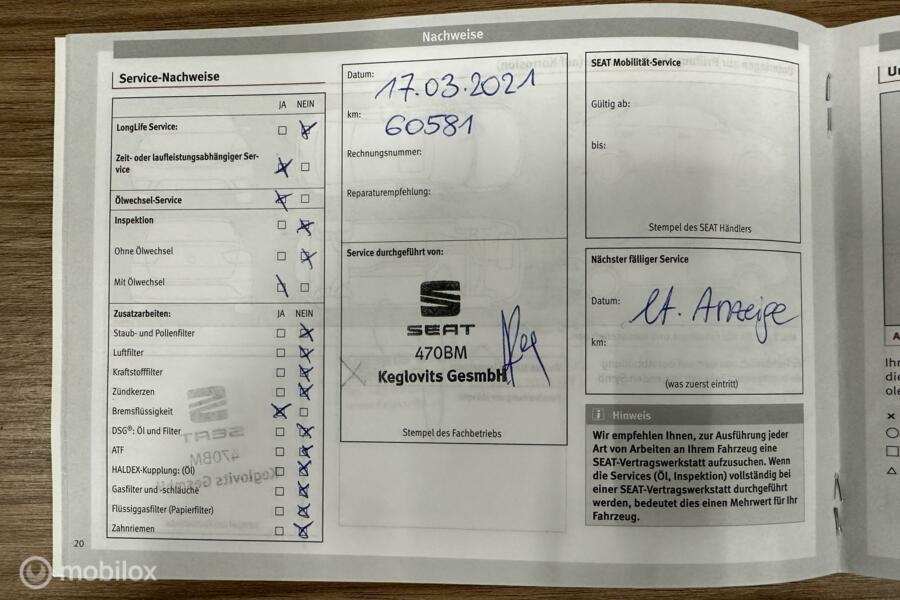 Nachweise
Service-Nachweise
JA NEIN
LongLife Service:
Zeit- oder laufleistungsabhängiger Ser-
vice
Ölwechsel-Service
Inspektion
Ohne Ölwechsel
Mit Ölwechsel
Zusatzarbeiten: JA NEIN
Staub- und Pollenfilter
Luftfilter
Kraftstofffilter
Zündkerzen
Bremsflüssigkeit
DSG®: Öl und Filter
ATF
HALDEX-Kupplung: (Öl)
Gasfilter und -schläuche
Flüssiggasfilter (Papierfilter)
Zahnriemen
20
Datum: 17.03.2021
km: 60581
Rechnungsnummer:
Reparaturempfehlung:
Service durchgeführt von:
SEAT
470BM
Keglovits GesmbH
Stempel des Fachbetriebs
SEAT Mobilität-Service
Gültig ab:
bis:
Stempel des SEAT Händlers
Nächster fälliger Service
Datum: lt. Anzeige
km:
(was zuerst eintritt)
i Hinweis
Wir empfehlen Ihnen, zur Ausführung jeder
Art von Arbeiten an Ihrem Fahrzeug eine
SEAT-Vertragswerkstatt aufzusuchen. Wenn
die Services (Öl, Inspektion) vollständig bei
einer SEAT-Vertragswerkstatt durchgeführt
werden, bedeutet dies einen Mehrwert für Ihr
Fahrzeug.
mobilox